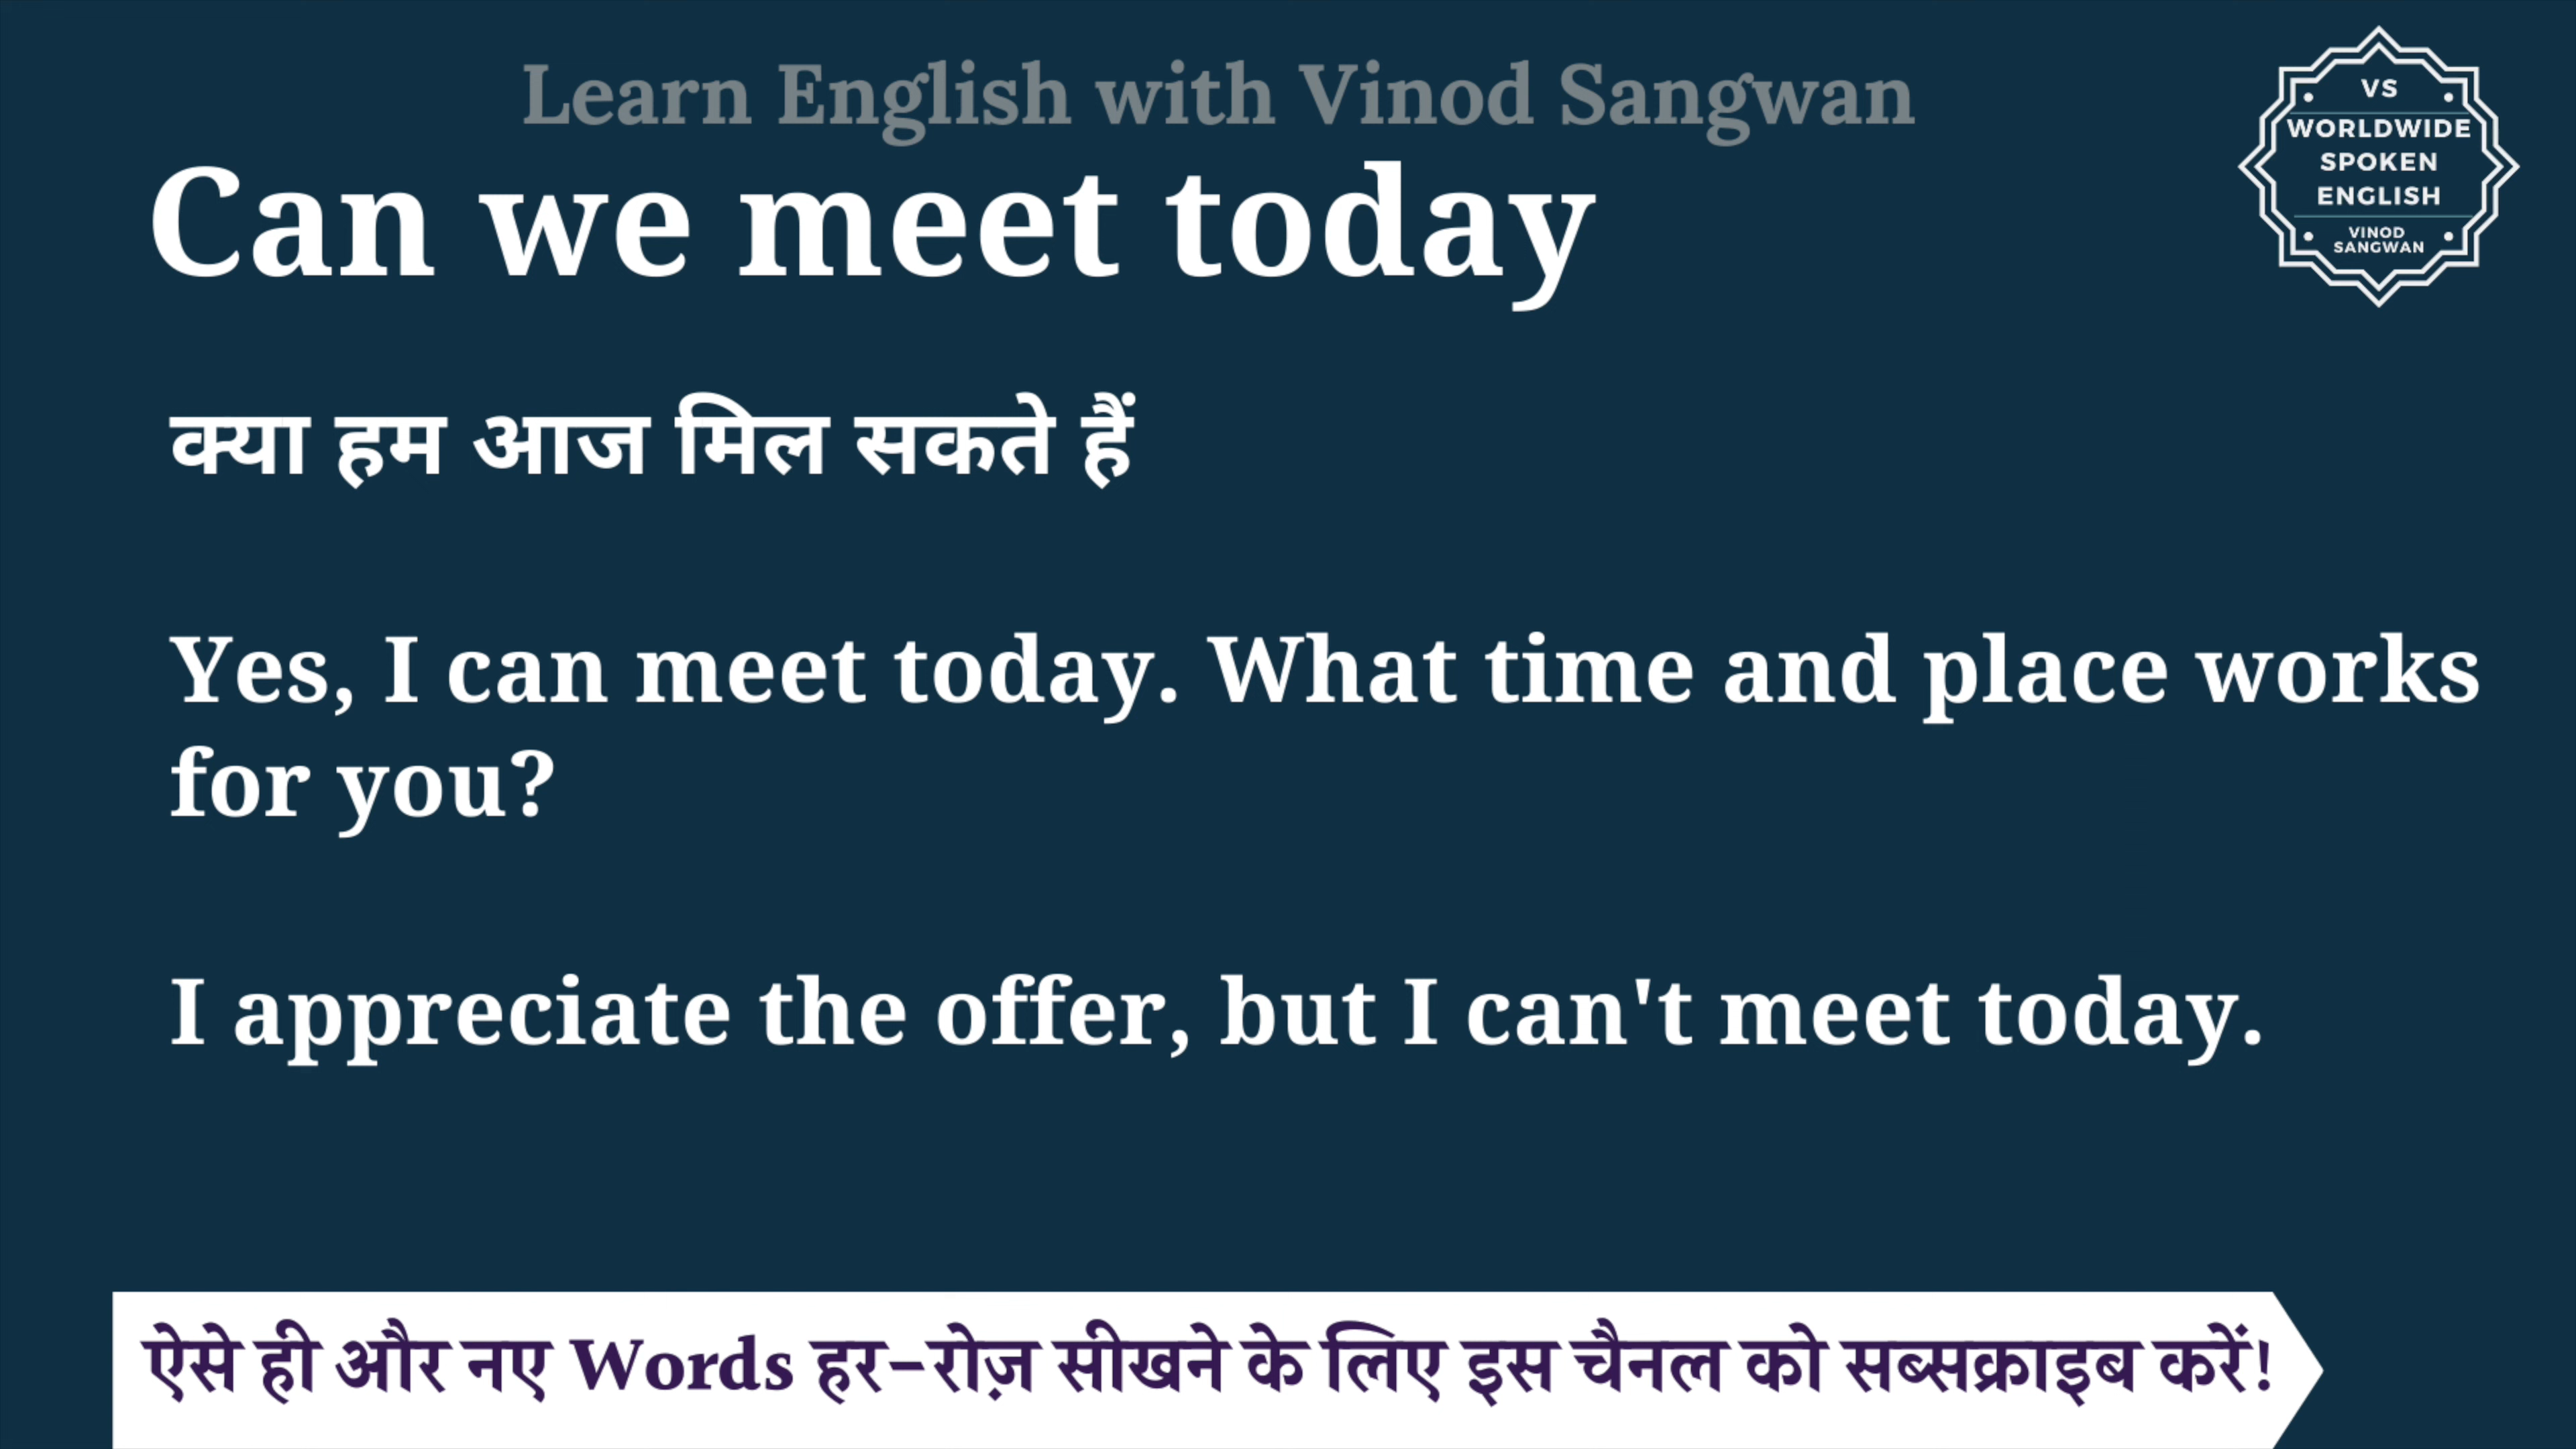 Learn English with Vinod Sangwan
Can we meet today
VS
WORLDWIDE
SPOKEN
ENGLISH
VINOD
SANGWAN
क्या हम आज मिल सकते हैं
Yes, I can meet today. What time and place works
for you?
I appreciate the offer, but I can't meet today.
ऐसे ही और नए Words हर-रोज़ सीखने के लिए इस चैनल को सब्सक्राइब करें!